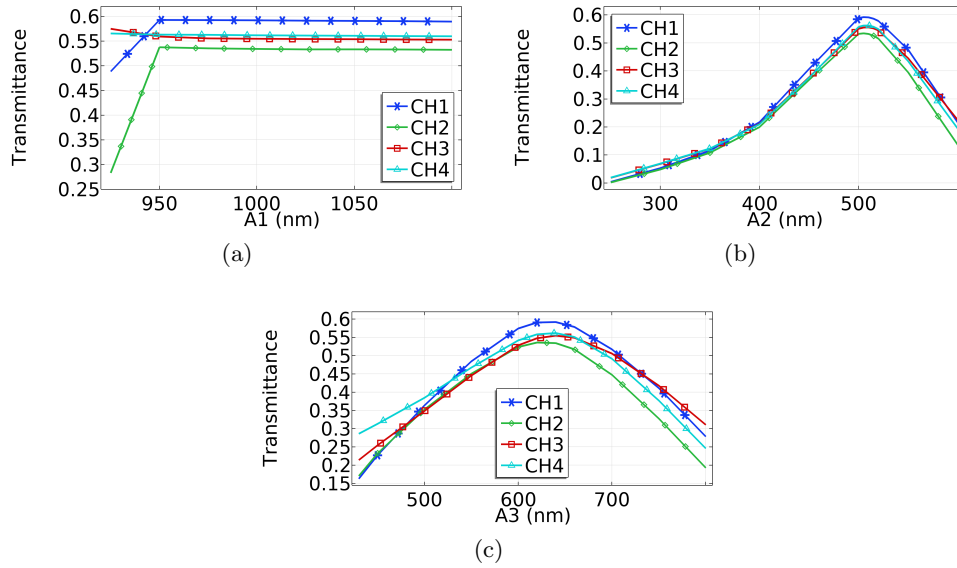 0.6
0.55
0.5
0.45
0.4
0.35
0.3
0.25
Transmittance
950 1000 1050
A1 (nm)
CH1
CH2
CH3
CH4
(a)
0.6
0.5
0.4
0.3
0.2
0.1
0
Transmittance
300 400 500
A2 (nm)
CH1
CH2
CH3
CH4
(b)
0.6
0.55
0.5
0.45
0.4
0.35
0.3
0.25
0.2
0.15
Transmittance
500 600 700
A3 (nm)
CH1
CH2
CH3
CH4
(c)